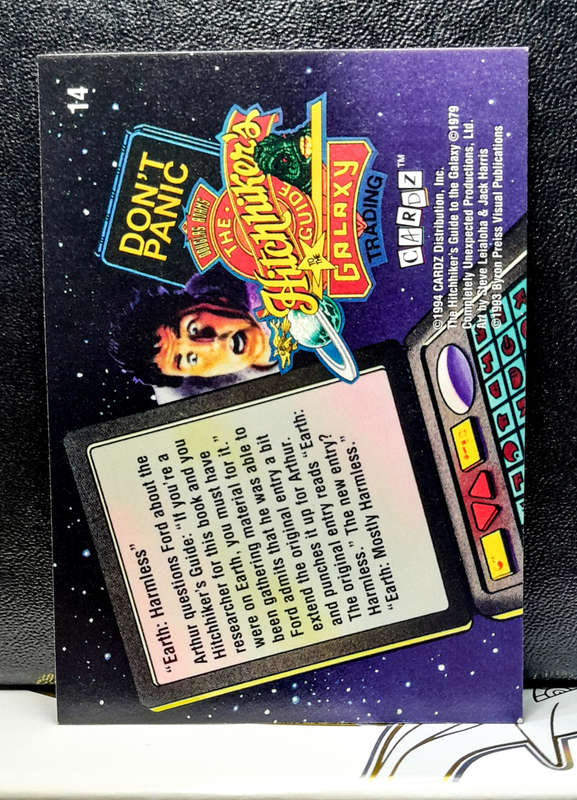 14
DON'T
PANIC
DOUGLAS ADAMS
THE
Hitchhiker's
GUIDE
TO THE
GALAXY
TRADING
CARDZ™
©1994 CARDZ Distribution, Inc.
The Hitchhiker's Guide to the Galaxy ©1979
Completely Unexpected Productions, Ltd.
Art by Steve Leialoha & Jack Harris
©1993 Byron Preiss Visual Publications
"Earth: Harmless"
Arthur questions Ford about the
Hitchhiker's Guide: "If you're a
researcher for this book and you
were on Earth, you must have
been gathering material for it."
Ford admits that he was able to
extend the original entry a bit
and punches it up for Arthur.
The original entry reads "Earth:
Harmless." The new entry?
"Earth: Mostly Harmless."